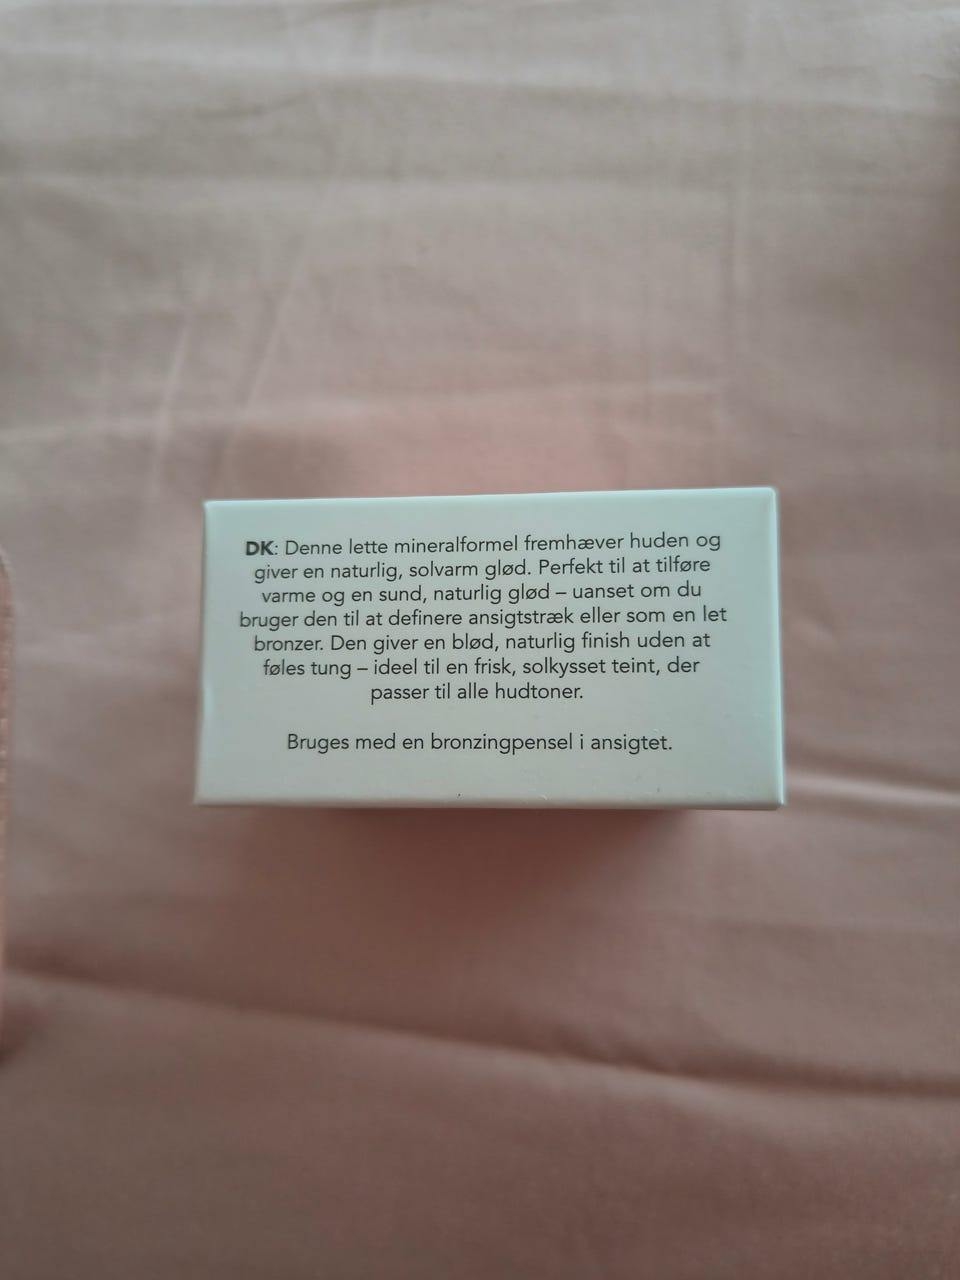 DK: Denne lette mineralformel fremhæver huden og
giver en naturlig, solvarm glød. Perfekt til at tilføre
varme og en sund, naturlig glød – uanset om du
bruger den til at definere ansigtstræk eller som en let
bronzer. Den giver en blød, naturlig finish uden at
føles tung – ideel til en frisk, solkysset teint, der
passer til alle hudtoner.
Bruges med en bronzingpensel i ansigtet.